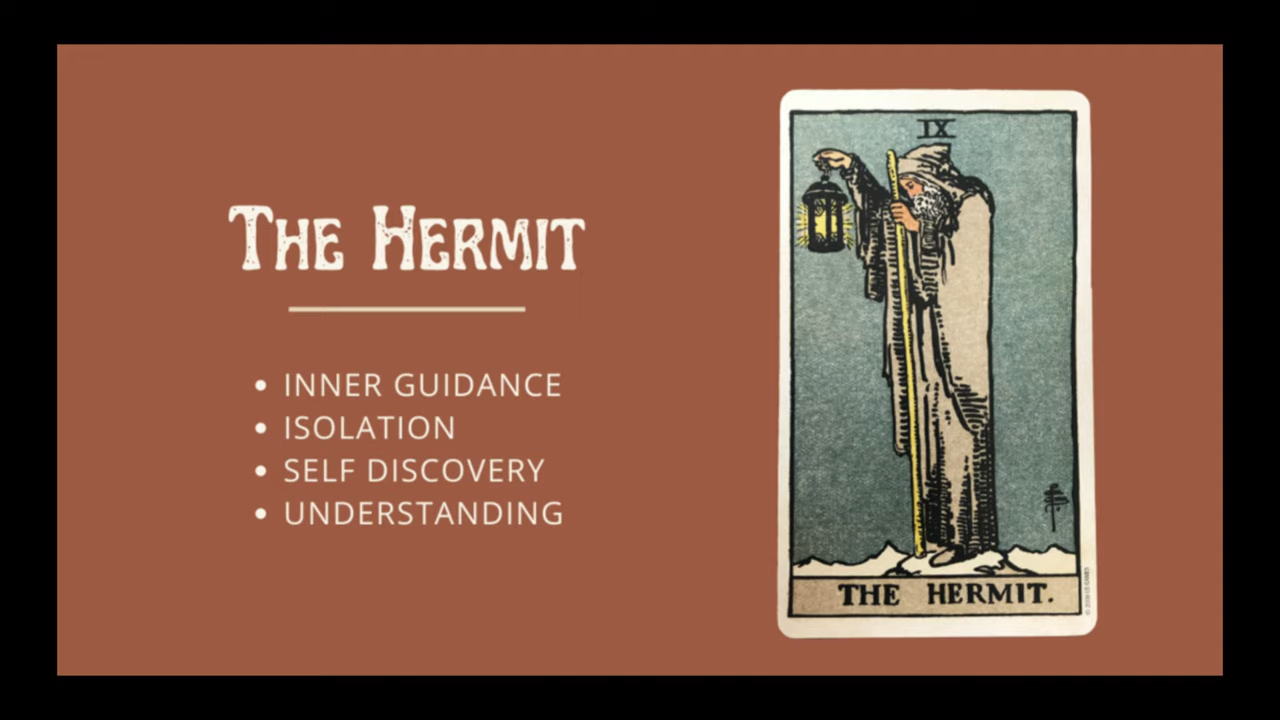 The Hermit
INNER GUIDANCE
ISOLATION
SELF DISCOVERY
UNDERSTANDING
IX
THE HERMIT.